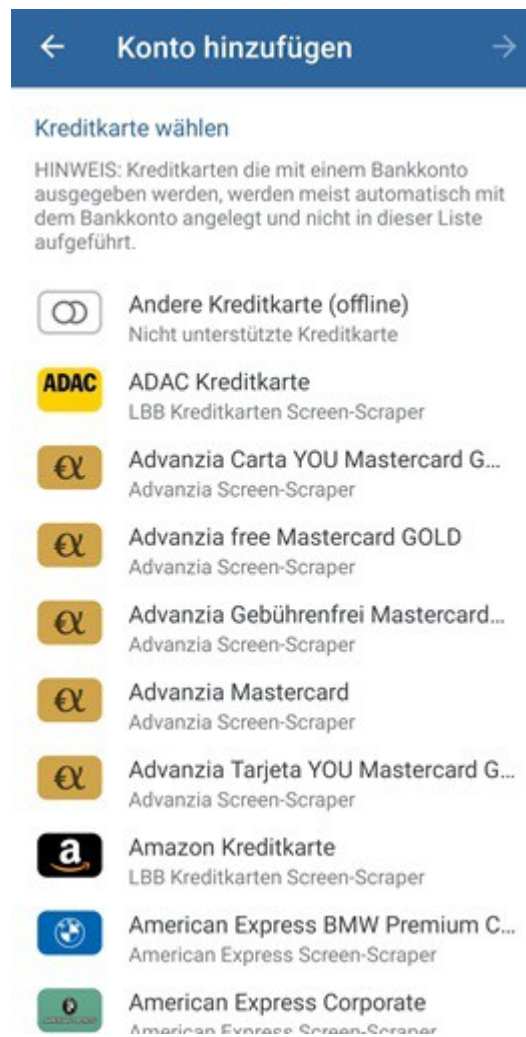 Konto hinzufügen
Kreditkarte wählen
HINWEIS: Kreditkarten die mit einem Bankkonto
ausgegeben werden, werden meist automatisch mit
dem Bankkonto angelegt und nicht in dieser Liste
aufgeführt.
Andere Kreditkarte (offline)
Nicht unterstützte Kreditkarte
ADAC
ADAC Kreditkarte
LBB Kreditkarten Screen-Scraper
Advanzia Carta YOU Mastercard G...
Advanzia Screen-Scraper
Advanzia free Mastercard GOLD
Advanzia Screen-Scraper
Advanzia Gebührenfrei Mastercard...
Advanzia Screen-Scraper
Advanzia Mastercard
Advanzia Screen-Scraper
Advanzia Tarjeta YOU Mastercard G...
Advanzia Screen-Scraper
a
Amazon Kreditkarte
LBB Kreditkarten Screen-Scraper
American Express BMW Premium C...
American Express Screen-Scraper
American Express Corporate
American Express Screen-Scraper